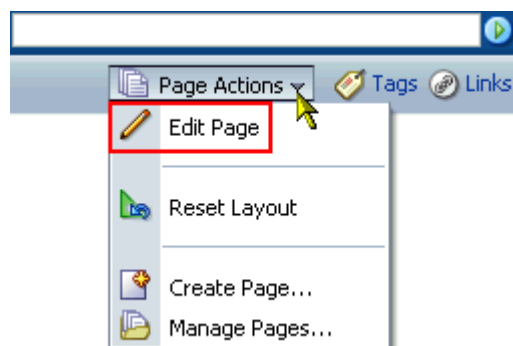 Page Actions Tags Links
Edit Page
Reset Layout
Create Page...
Manage Pages...